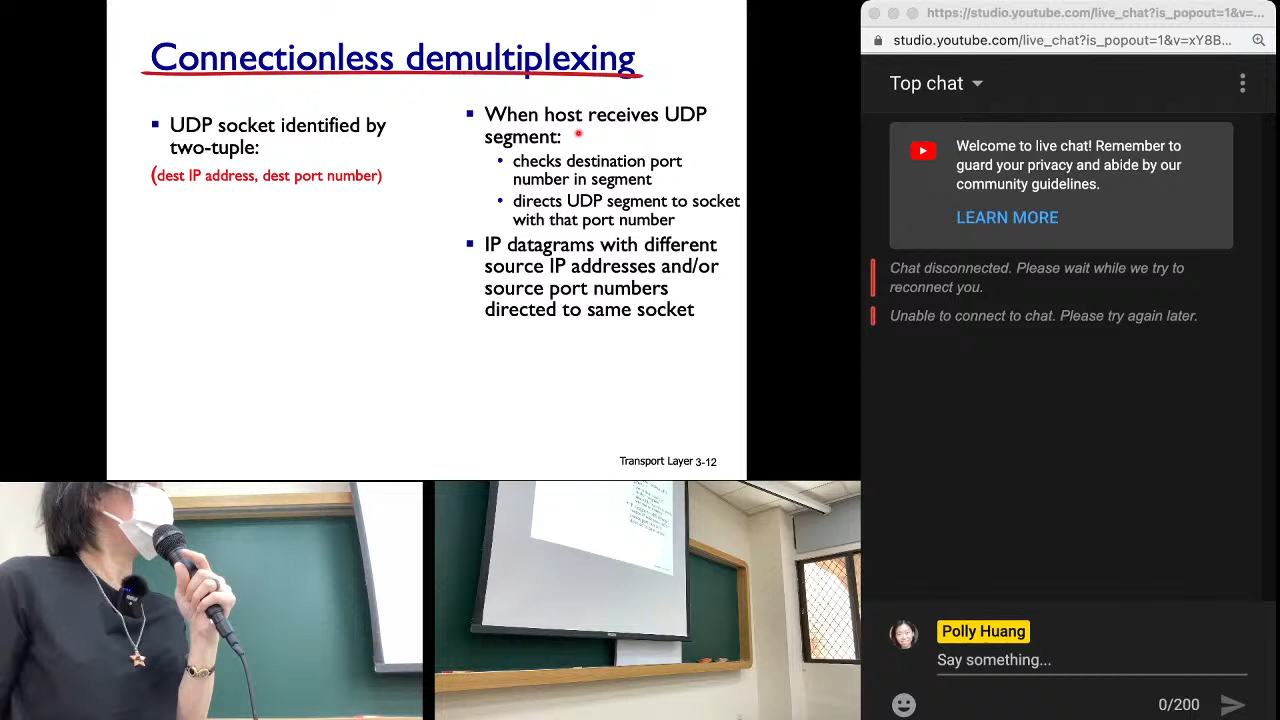 Connectionless demultiplexing
▪ UDP socket identified by
two-tuple:
(dest IP address, dest port number)
▪ When host receives UDP
segment:
• checks destination port
number in segment
• directs UDP segment to socket
with that port number
▪ IP datagrams with different
source IP addresses and/or
source port numbers
directed to same socket
Transport Layer 3-12
https://studio.youtube.com/live_chat?is_popout=1&v=...
studio.youtube.com/live_chat?is_popout=1&v=xY8B...
Top chat
Welcome to live chat! Remember to
guard your privacy and abide by our
community guidelines.
LEARN MORE
Chat disconnected. Please wait while we try to
reconnect you.
Unable to connect to chat. Please try again later.
Polly Huang
Say something...
0/200